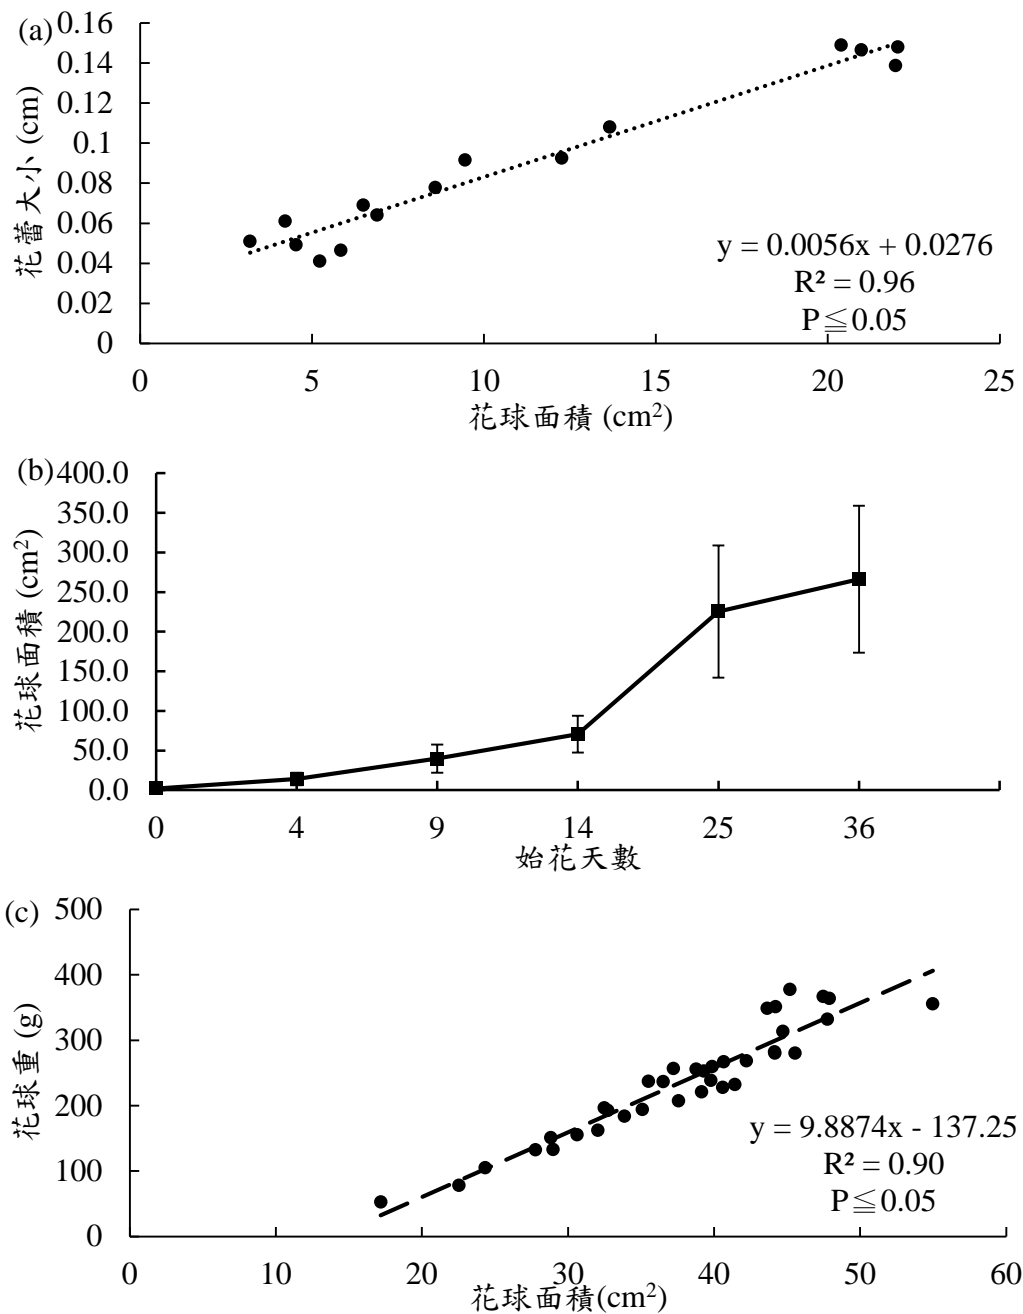 (a)
0.16
0.14
0.12
0.1
0.08
0.06
0.04
0.02
0
花蕾大小 (cm)
y = 0.0056x + 0.0276
R² = 0.96
P≦0.05
0 5 10 15 20 25
花球面積 (cm²)
(b)
400.0
350.0
300.0
250.0
200.0
150.0
100.0
50.0
0.0
花球面積 (cm²)
0 4 9 14 25 36
始花天數
(c)
500
400
300
200
100
0
花球重 (g)
y = 9.8874x - 137.25
R² = 0.90
P≦0.05
0 10 20 30 40 50 60
花球面積(cm²)